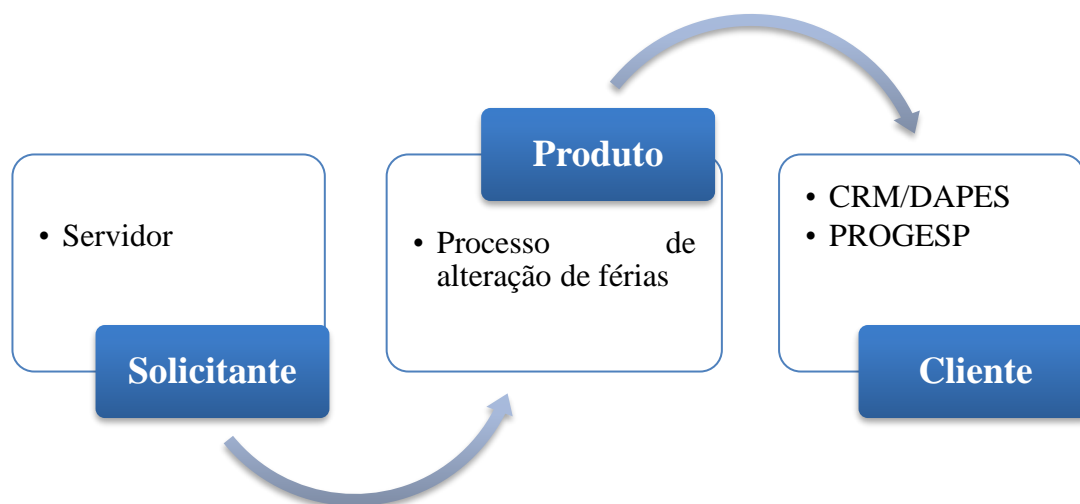 • Servidor
Solicitante
Produto
• Processo de
alteração de férias
• CRM/DAPES
• PROGESP
Cliente